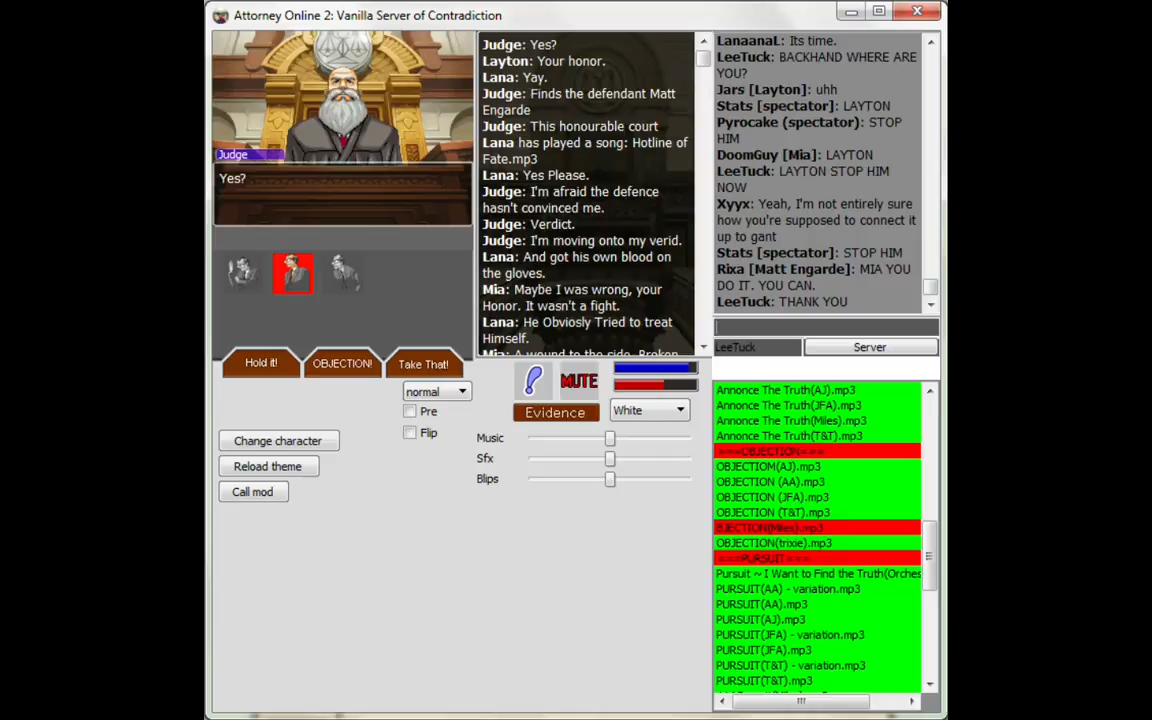 Attorney Online 2: Vanilla Server of Contradiction
Judge
Yes?
Hold it!
OBJECTION!
Take That!
normal
Pre
Flip
Change character
Reload theme
Call mod
Judge: Yes?
Layton: Your honor.
Lana: Yay.
Judge: Finds the defendant Matt
Engarde
Judge: This honourable court
Lana has played a song: Hotline of
Fate.mp3
Lana: Yes Please.
Judge: I'm afraid the defence
hasn't convinced me.
Judge: Verdict.
Judge: I'm moving onto my verid.
Lana: And got his own blood on
the gloves.
Mia: Maybe I was wrong, your
Honor. It wasn't a fight.
Lana: He Obviosly Tried to treat
Himself.
Mia: A wound to the side. Broken
MUTE
Evidence
White
Music
Sfx
Blips
LanaanaL: Its time.
LeeTuck: BACKHAND WHERE ARE
YOU?
Jars [Layton]: uhh
Stats [spectator]: LAYTON
Pyrocake (spectator): STOP
HIM
DoomGuy [Mia]: LAYTON
LeeTuck: LAYTON STOP HIM
NOW
Xyyx: Yeah, I'm not entirely sure
how you're supposed to connect it
up to gant
Stats [spectator]: STOP HIM
Rixa [Matt Engarde]: MIA YOU
DO IT. YOU CAN.
LeeTuck: THANK YOU
LeeTuck
Server
Annonce The Truth(AJ).mp3
Annonce The Truth(JFA).mp3
Annonce The Truth(Miles).mp3
Annonce The Truth(T&T).mp3
===OBJECTION===
OBJECTIOM(AJ).mp3
OBJECTION (AA).mp3
OBJECTION (JFA).mp3
OBJECTION (T&T).mp3
BJECTION(Miles).mp3
OBJECTION(trixie).mp3
===PURSUIT===
Pursuit ~ I Want to Find the Truth(Orches
PURSUIT(AA) - variation.mp3
PURSUIT(AA).mp3
PURSUIT(AJ).mp3
PURSUIT(JFA) - variation.mp3
PURSUIT(JFA).mp3
PURSUIT(T&T) - variation.mp3
PURSUIT(T&T).mp3